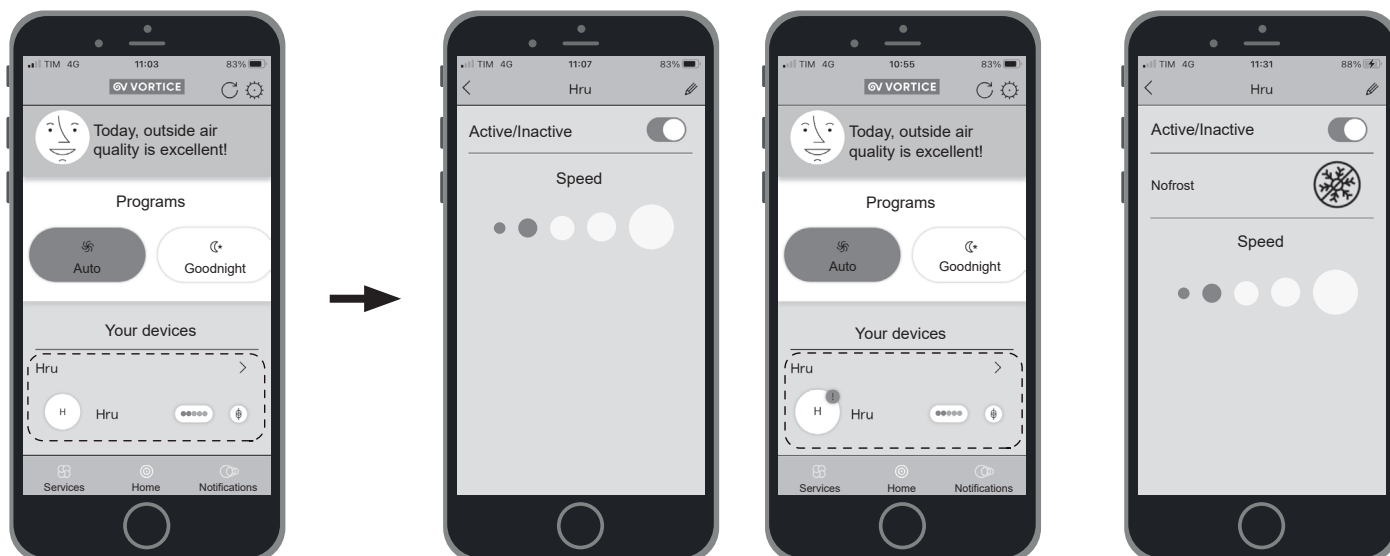 TIM 4G 11:03 83%
VORTICE
Today, outside air
quality is excellent!
Programs
Auto Goodnight
Your devices
Hru
H Hru
Services Home Notifications
TIM 4G 11:07 83%
Hru
Active/Inactive
Speed
TIM 4G 10:55 83%
VORTICE
Today, outside air
quality is excellent!
Programs
Auto Goodnight
Your devices
Hru
!
H Hru
Services Home Notifications
TIM 4G 11:31 88%
Hru
Active/Inactive
Nofrost
Speed